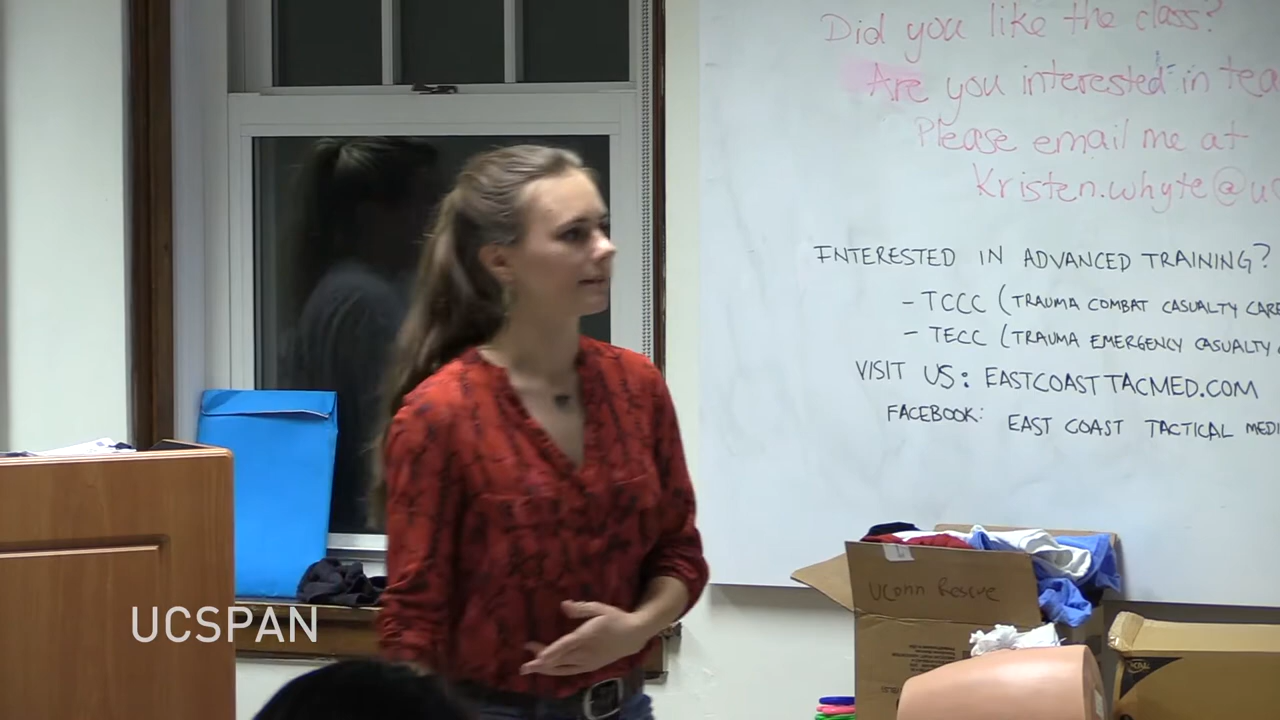 Did you like the class?
Are you interested in tea
Please email me at
Kristen.whyte@uc
INTERESTED IN ADVANCED TRAINING?
- TCCC (TRAUMA COMBAT CASUALTY CARE
- TECC (TRAUMA EMERGENCY CASUALTY
VISIT US: EASTCOASTTACMED.COM
FACEBOOK: EAST COAST TACTICAL MEDI
UConn Rescue
UCSPAN